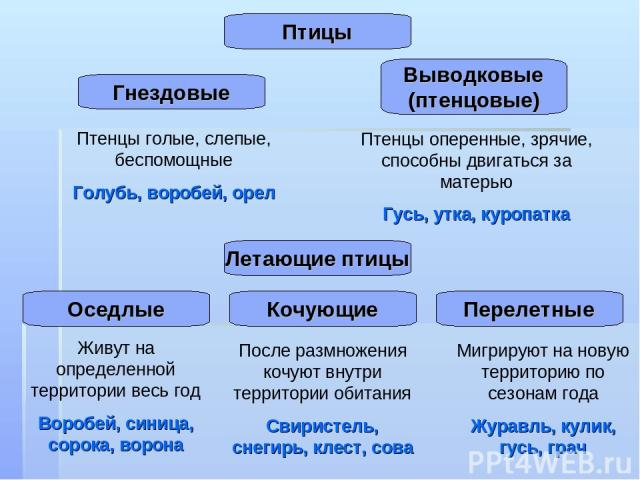 Птицы
Гнездовые
Птенцы голые, слепые,
беспомощные
Голубь, воробей, орел
Выводковые
(птенцовые)
Птенцы оперенные, зрячие,
способны двигаться за
матерью
Гусь, утка, куропатка
Летающие птицы
Оседлые
Живут на
определенной
территории весь год
Воробей, синица,
сорока, ворона
Кочующие
После размножения
кочуют внутри
территории обитания
Свиристель,
снегирь, клест, сова
Перелетные
Мигрируют на новую
территорию по
сезонам года
Журавль, кулик,
гусь, грач
PPt4WEB.ru